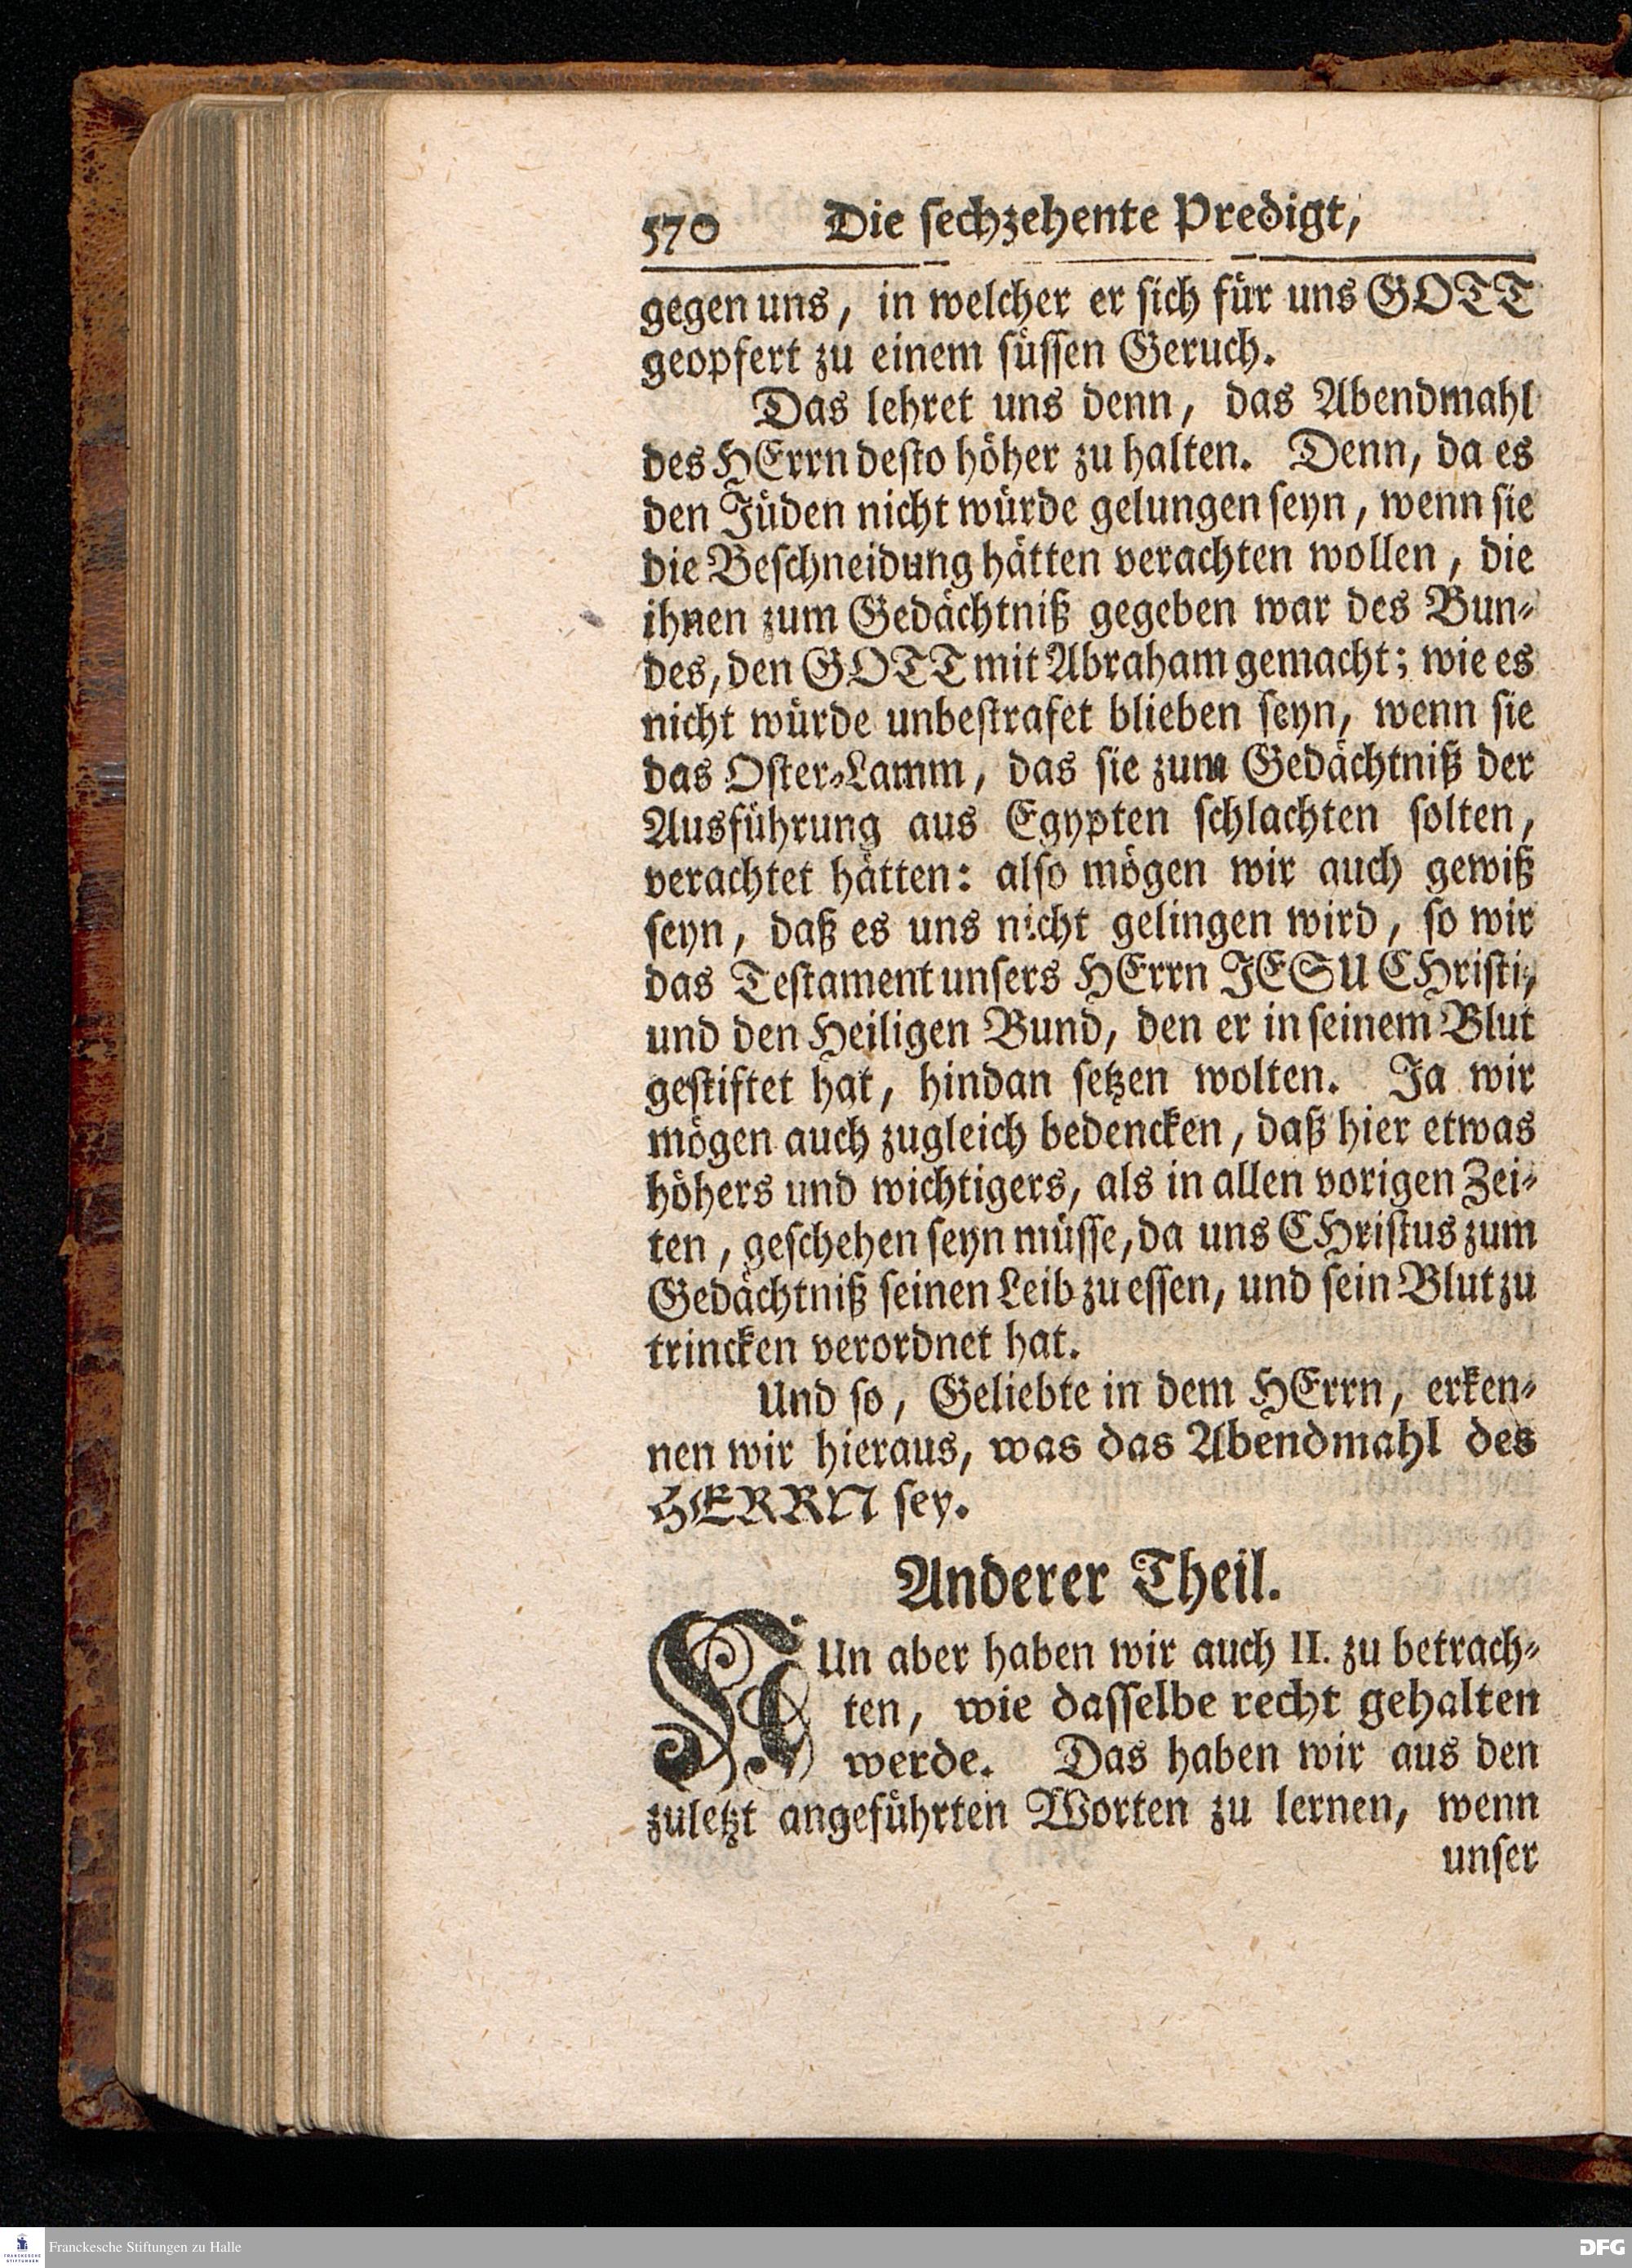 570 Die sechzehente Predigt,
gegen uns, in welcher er sich für uns GOTT
geopfert zu einem süssen Geruch.
Das lehret uns denn, das Abendmahl
des HErrn desto höher zu halten. Denn, da es
den Jüden nicht würde gelungen seyn, wenn sie
die Beschneidung hätten verachten wollen, die
ihnen zum Gedächtniß gegeben war des Bun-
des, den GOTT mit Abraham gemacht; wie es
nicht würde unbestrafet blieben seyn, wenn sie
das Oster-Lamm, das sie zum Gedächtniß der
Ausführung aus Egypten schlachten solten,
verachtet hätten: also mögen wir auch gewiß
seyn, daß es uns nicht gelingen wird, so wir
das Testament unsers HErrn JESU CHristi,
und den Heiligen Bund, den er in seinem Blut
gestiftet hat, hindan setzen wolten. Ja wir
mögen auch zugleich bedencken, daß hier etwas
höhers und wichtigers, als in allen vorigen Zei-
ten, geschehen seyn müsse, da uns CHristus zum
Gedächtniß seinen Leib zu essen, und sein Blut zu
trincken verordnet hat.
Und so, Geliebte in dem HErrn, erken-
nen wir hieraus, was das Abendmahl des
HERRN sey.
Anderer Theil.
NUn aber haben wir auch II. zu betrach-
ten, wie dasselbe recht gehalten
werde. Das haben wir aus den
zuletzt angeführten Worten zu lernen, wenn
unser
FRANCKESCHE
STIFTUNGEN
Franckesche Stiftungen zu Halle
DFG